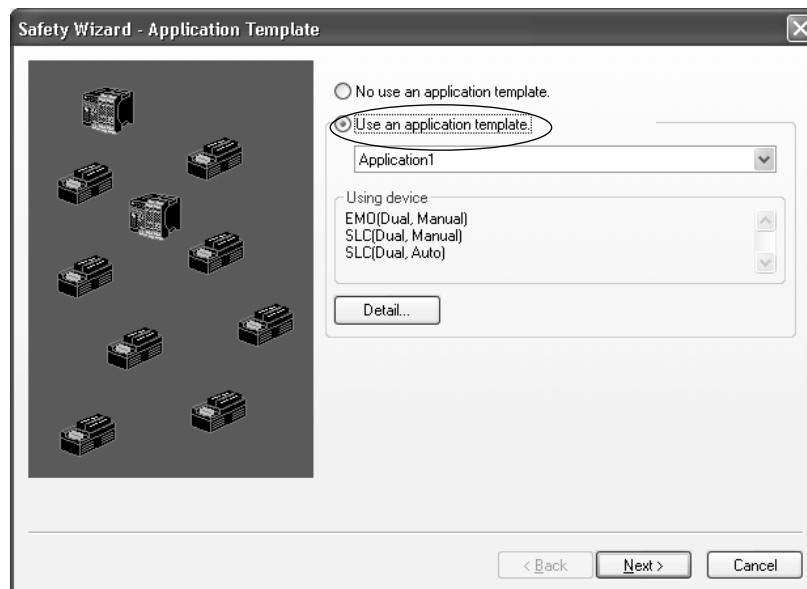 Safety Wizard - Application Template
No use an application template.
Use an application template.
Application1
Using device
EMO(Dual, Manual)
SLC(Dual, Manual)
SLC(Dual, Auto)
Detail...
< Back
Next >
Cancel